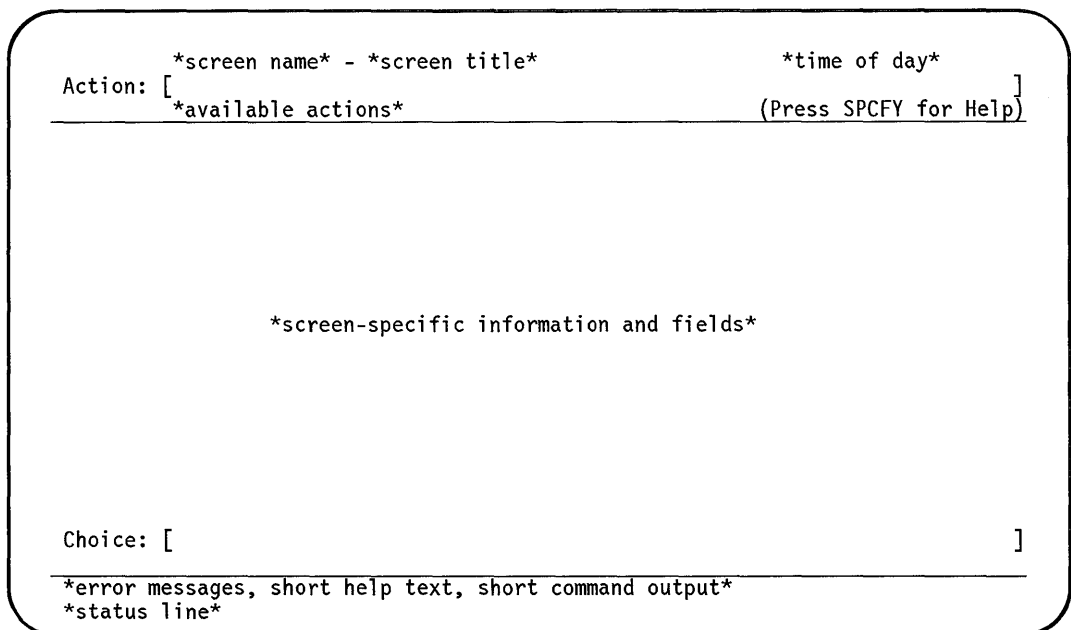 *screen name* - *screen title* *time of day*
Action: [ ]
*available actions* (Press SPCFY for Help)
*screen-specific information and fields*
Choice: [ ]
*error messages, short help text, short command output*
*status line*